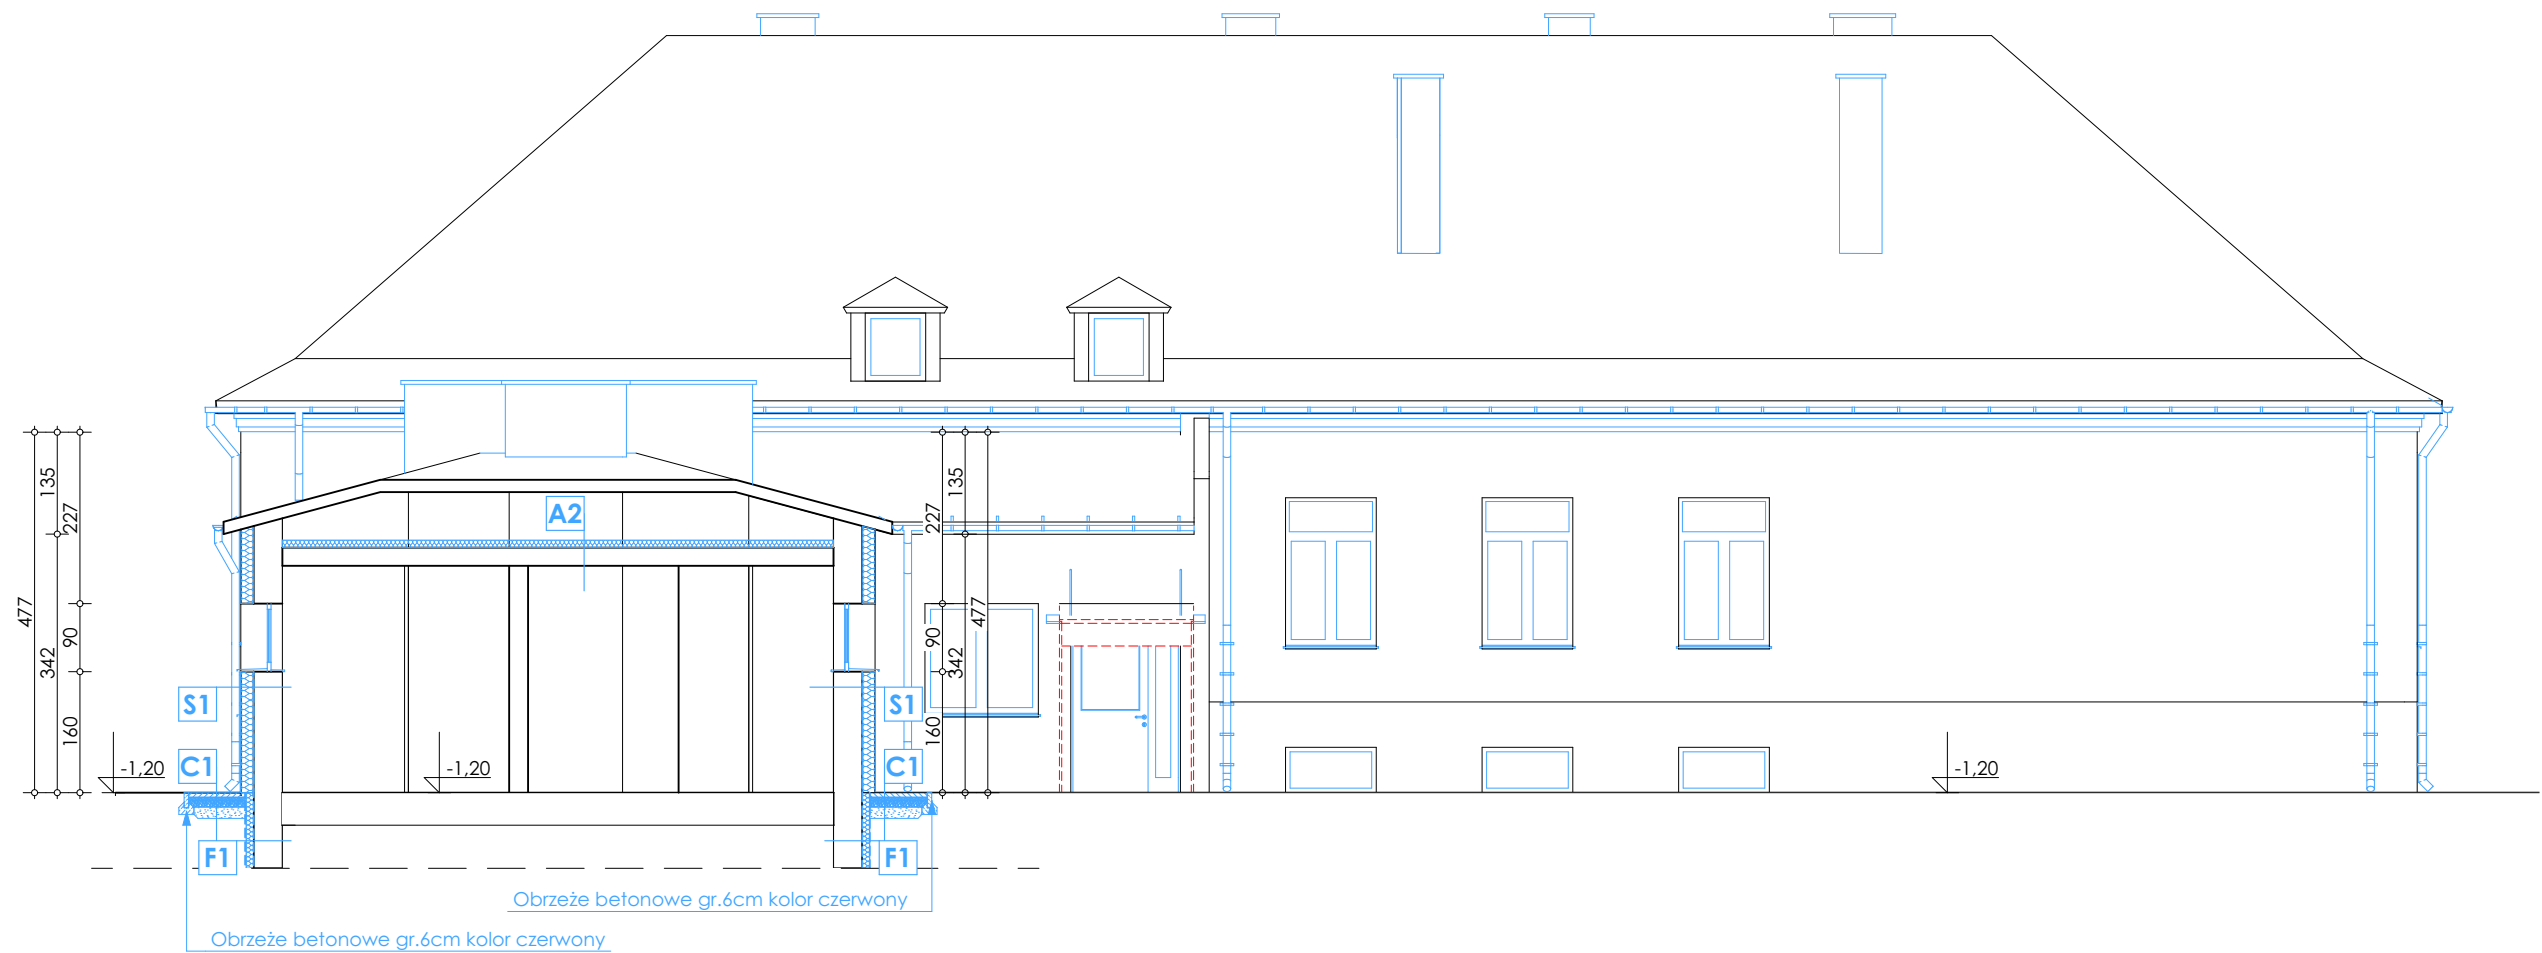 A2
135
227
477
342
90
160
135
227
477
90
342
160
S1
S1
C1
C1
-1,20
-1,20
-1,20
F1
F1
Obrzeże betonowe gr.6cm kolor czerwony
Obrzeże betonowe gr.6cm kolor czerwony